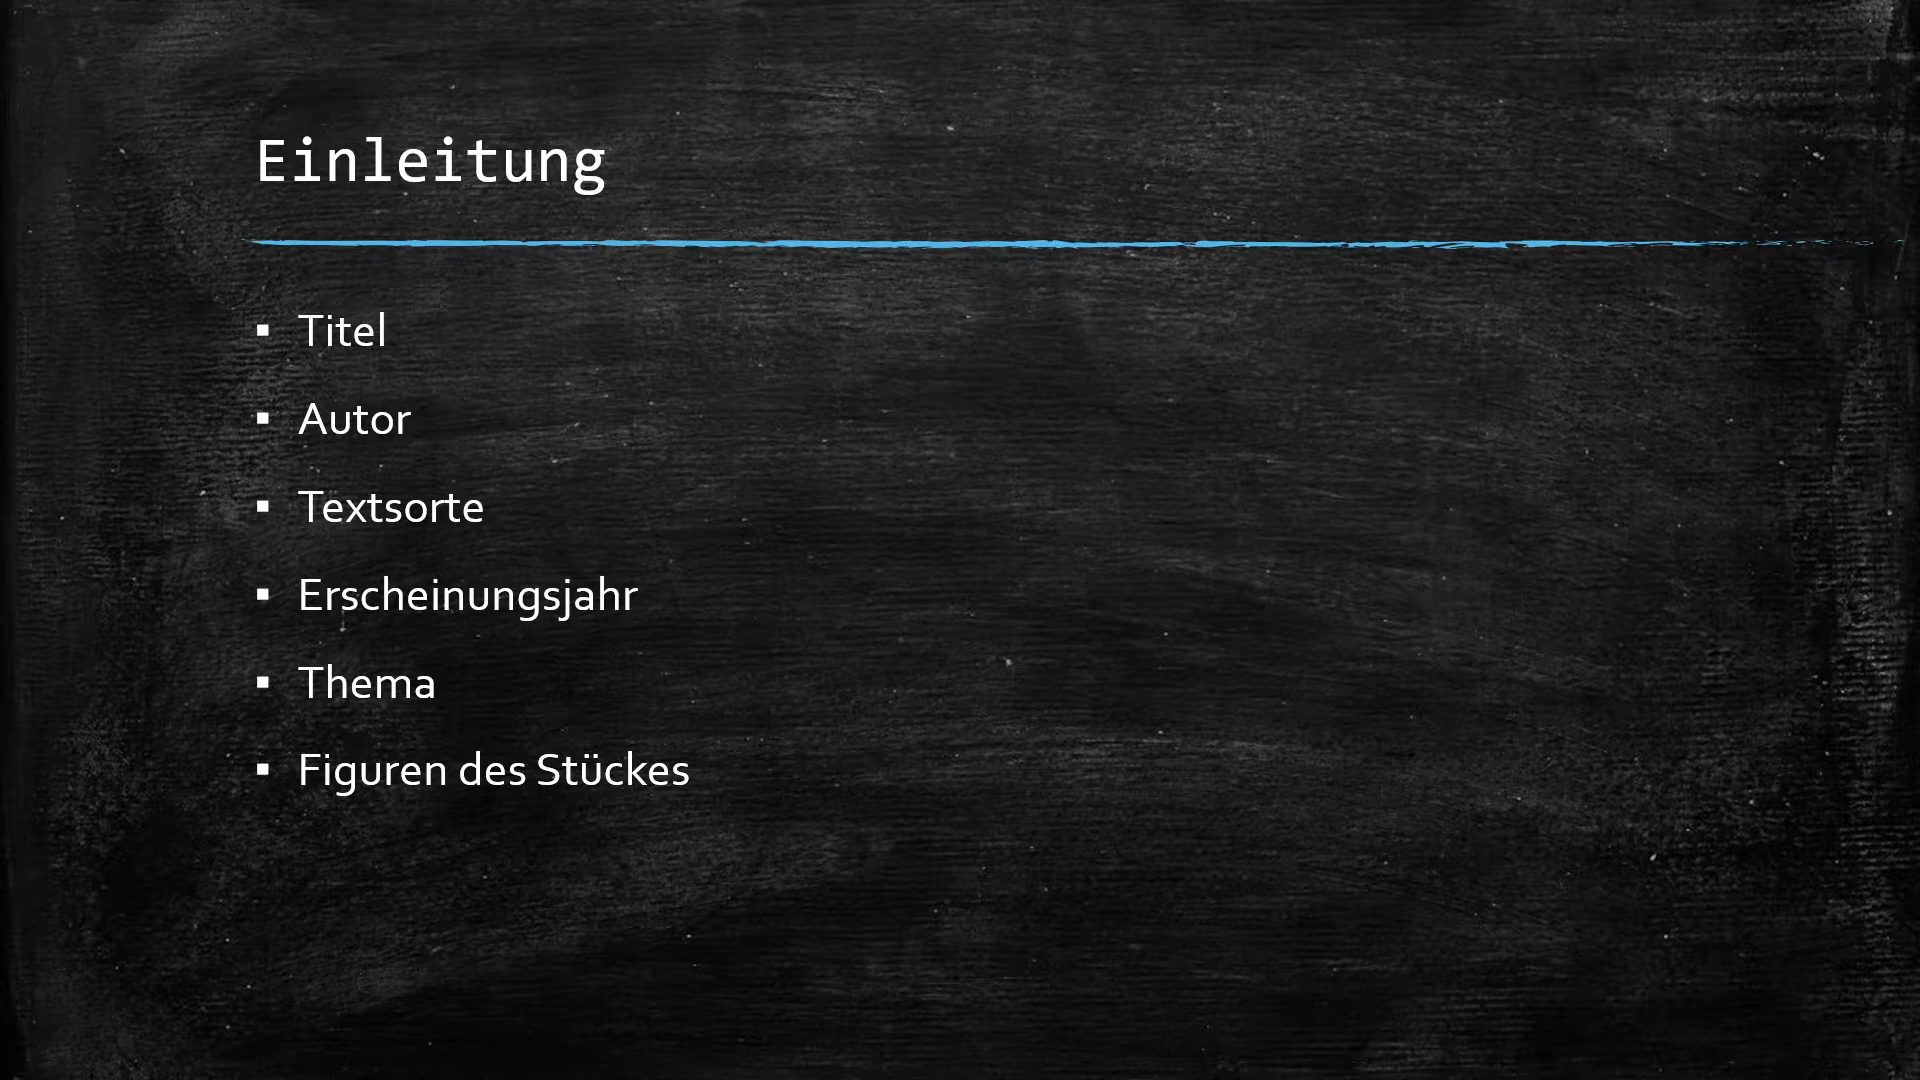 Einleitung
▪ Titel
▪ Autor
▪ Textsorte
▪ Erscheinungsjahr
▪ Thema
▪ Figuren des Stückes